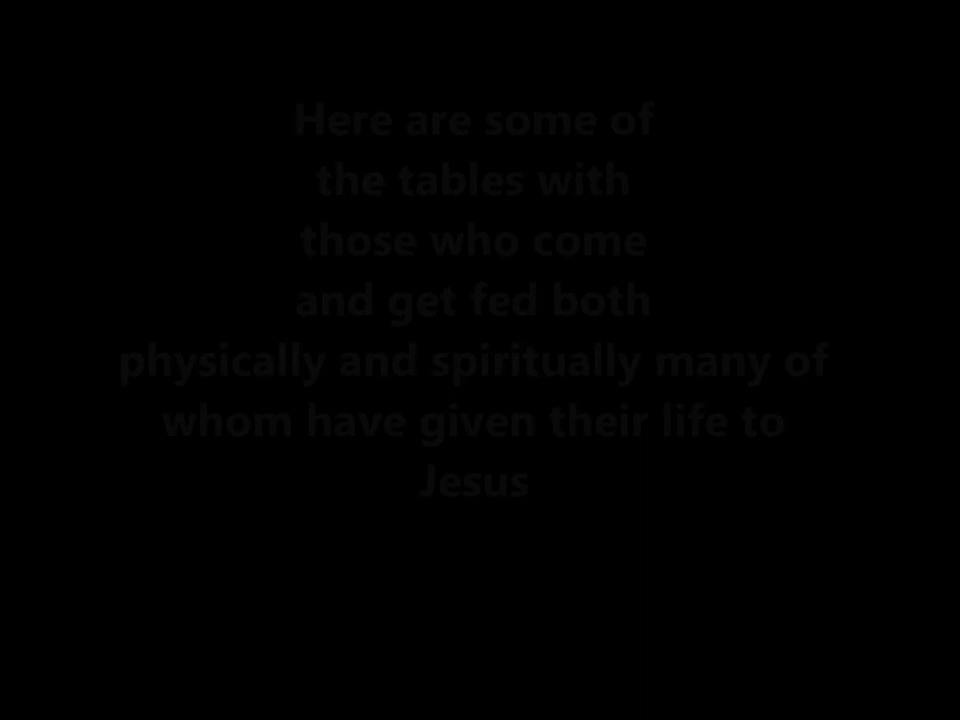 Here are some of
the tables with
those who come
and get fed both
physically and spiritually many of
whom have given their life to
Jesus